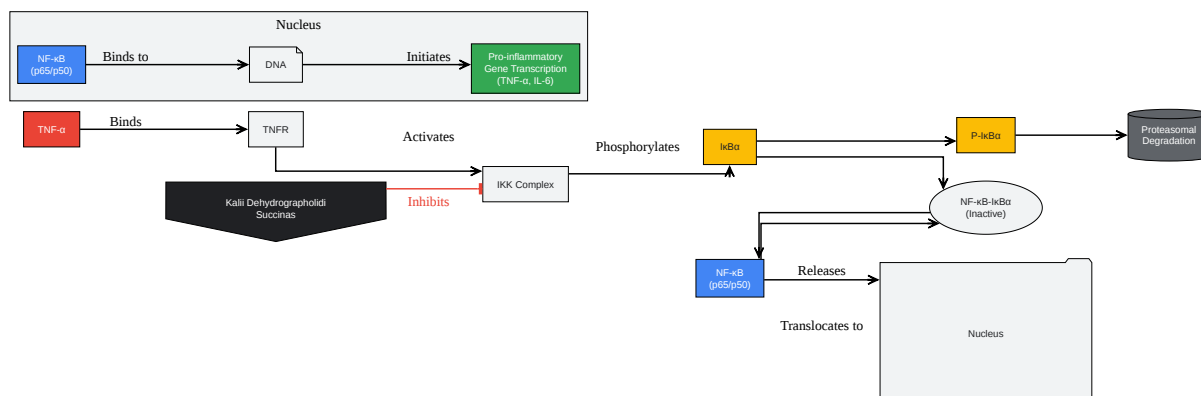 Nucleus
NF-κB
(p65/p50)
Binds to
DNA
Initiates
Pro-inflammatory
Gene Transcription
(TNF-α, IL-6)
TNF-α
Binds
TNFR
Activates
Phosphorylates
IκBα
P-IκBα
Proteasomal
Degradation
IKK Complex
Kalii Dehydrographolidi
Succinas
Inhibits
NF-κB-IκBα
(Inactive)
NF-κB
(p65/p50)
Releases
Translocates to
Nucleus